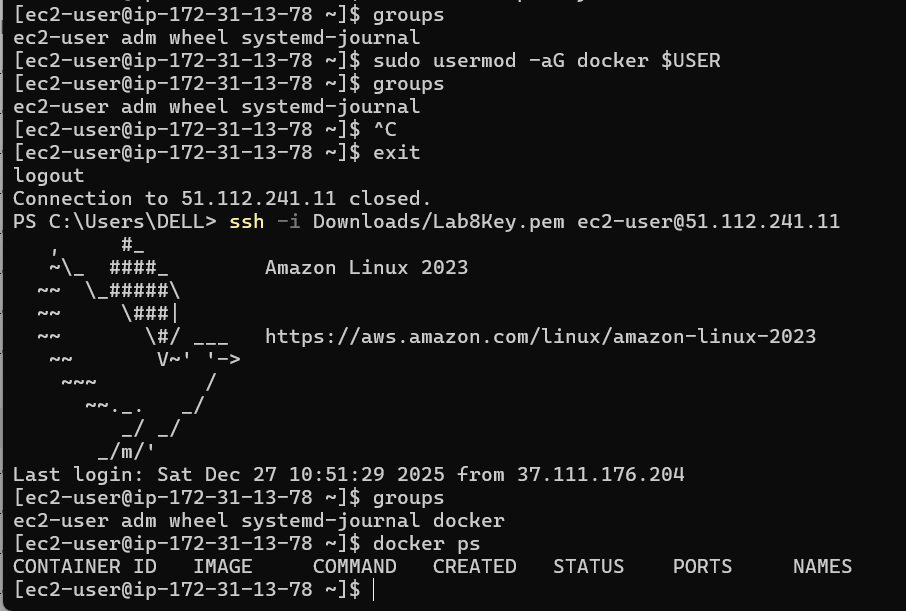 [ec2-user@ip-172-31-13-78 ~]$ groups
ec2-user adm wheel systemd-journal
[ec2-user@ip-172-31-13-78 ~]$ sudo usermod -aG docker $USER
[ec2-user@ip-172-31-13-78 ~]$ groups
ec2-user adm wheel systemd-journal
[ec2-user@ip-172-31-13-78 ~]$ ^C
[ec2-user@ip-172-31-13-78 ~]$ exit
logout
Connection to 51.112.241.11 closed.
PS C:\Users\DELL> ssh -i Downloads/Lab8Key.pem ec2-user@51.112.241.11
   ,     #_
   ~\_  ####_        Amazon Linux 2023
  ~~  \_#####\
  ~~     \###|
  ~~       \#/ ___   https://aws.amazon.com/linux/amazon-linux-2023
   ~~       V~' '->
    ~~~         /
      ~~._.   _/
         _/ _/
       _/m/'
Last login: Sat Dec 27 10:51:29 2025 from 37.111.176.204
[ec2-user@ip-172-31-13-78 ~]$ groups
ec2-user adm wheel systemd-journal docker
[ec2-user@ip-172-31-13-78 ~]$ docker ps
CONTAINER ID   IMAGE     COMMAND   CREATED   STATUS    PORTS     NAMES
[ec2-user@ip-172-31-13-78 ~]$